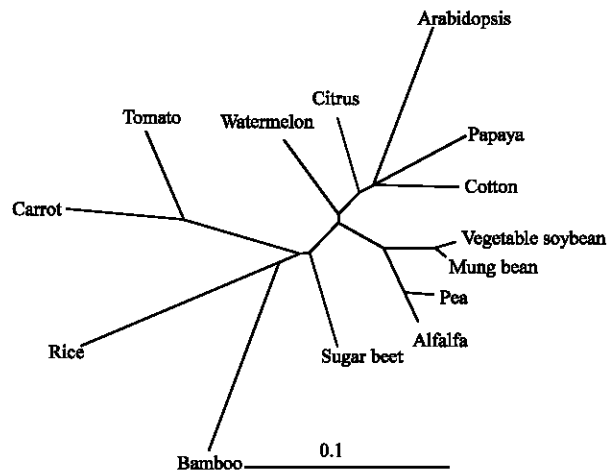 Arabidopsis
Citrus
Tomato
Watermelon
Papaya
Cotton
Carrot
Vegetable soybean
Mung bean
Pea
Alfalfa
Rice
Sugar beet
Bamboo
0.1